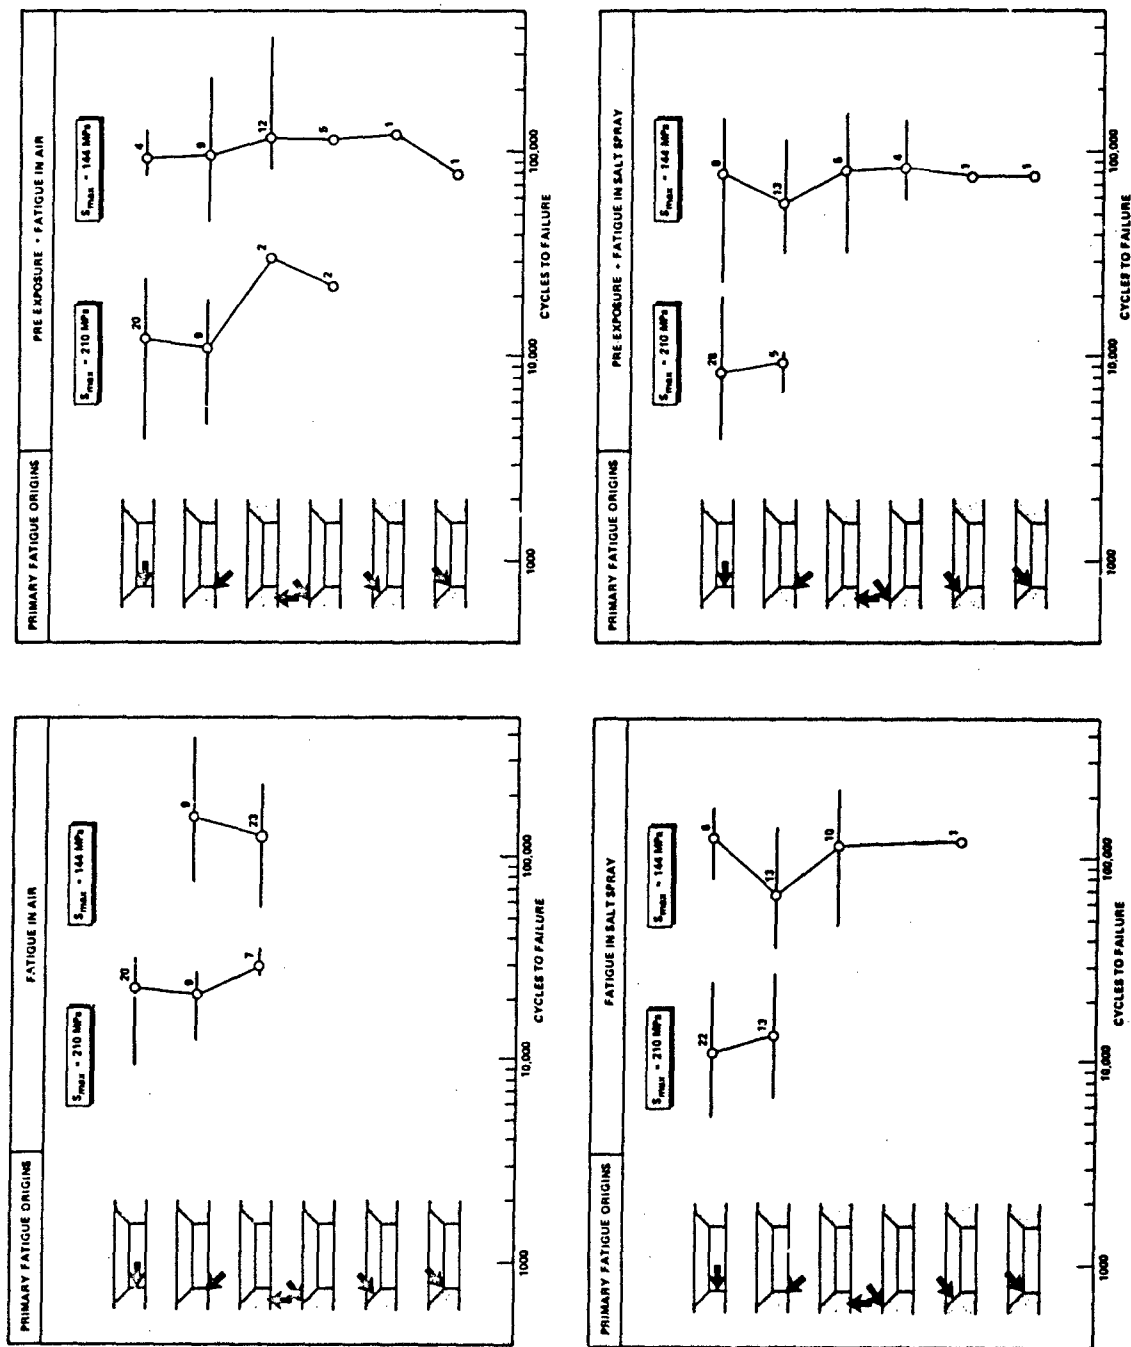 PRIMARY FATIGUE ORIGINS
FATIGUE IN AIR
Smax = 210 MPa
Smax = 144 MPa
20
9
9
7
23
1000
10,000
100,000
CYCLES TO FAILURE
PRIMARY FATIGUE ORIGINS
PRE EXPOSURE + FATIGUE IN AIR
Smax = 210 MPa
Smax = 144 MPa
20
4
9
9
2
12
2
5
1
1
1000
10,000
100,000
CYCLES TO FAILURE
PRIMARY FATIGUE ORIGINS
FATIGUE IN SALT SPRAY
Smax = 210 MPa
Smax = 144 MPa
22
13
13
10
1
1000
10,000
100,000
CYCLES TO FAILURE
PRIMARY FATIGUE ORIGINS
PRE-EXPOSURE + FATIGUE IN SALT SPRAY
Smax = 210 MPa
Smax = 144 MPa
28
8
5
13
6
4
1
1
1000
10,000
100,000
CYCLES TO FAILURE